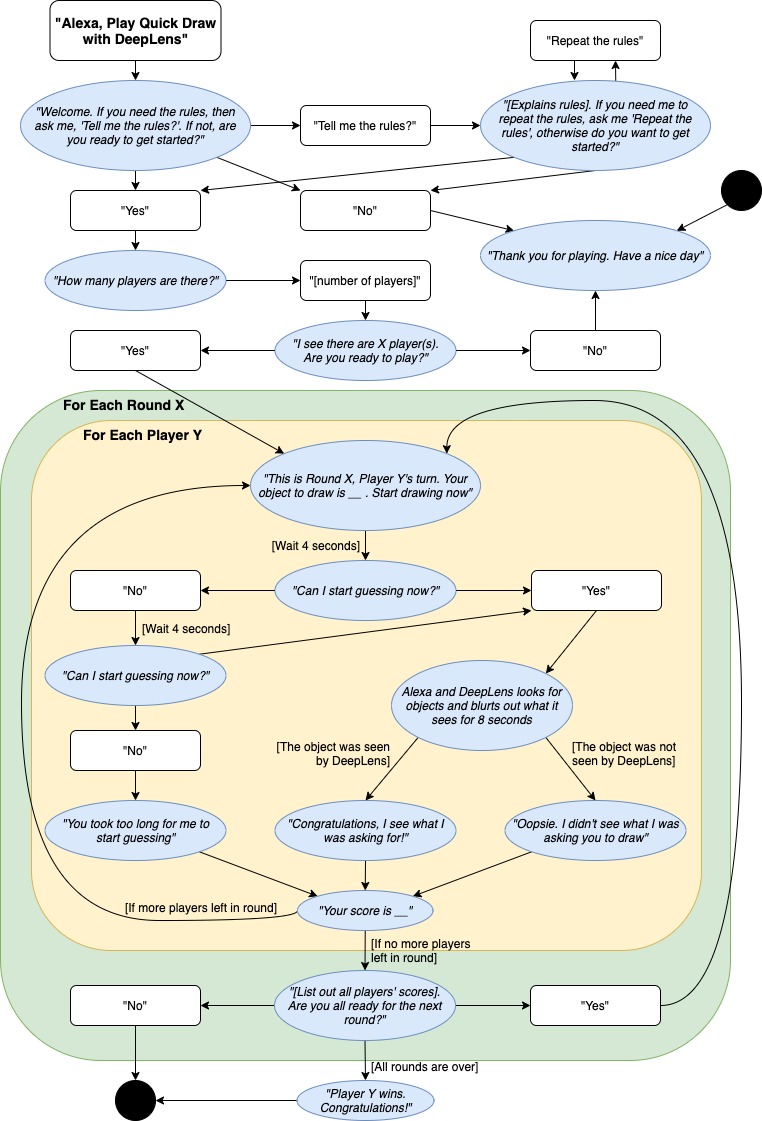 "Alexa, Play Quick Draw
with DeepLens"
"Repeat the rules"
"Welcome. If you need the rules, then
ask me, 'Tell me the rules?'. If not, are
you ready to get started?"
"Tell me the rules?"
"[Explains rules]. If you need me to
repeat the rules, ask me 'Repeat the
rules', otherwise do you want to get
started?"
"Yes"
"No"
"Thank you for playing. Have a nice day"
"How many players are there?"
"[number of players]"
"Yes"
"I see there are X player(s).
Are you ready to play?"
"No"
For Each Round X
For Each Player Y
"This is Round X, Player Y's turn. Your
object to draw is __ . Start drawing now"
[Wait 4 seconds]
"No"
"Can I start guessing now?"
"Yes"
[Wait 4 seconds]
"Can I start guessing now?"
Alexa and DeepLens looks for
objects and blurts out what it
sees for 8 seconds
"No"
[The object was seen
by DeepLens]
[The object was not
seen by DeepLens]
"You took too long for me to
start guessing"
"Congratulations, I see what I
was asking for!"
"Oopsie. I didn't see what I was
asking you to draw"
[If more players left in round]
"Your score is __"
[If no more players
left in round]
"No"
"[List out all players' scores].
Are you all ready for the next
round?"
"Yes"
[All rounds are over]
"Player Y wins.
Congratulations!"